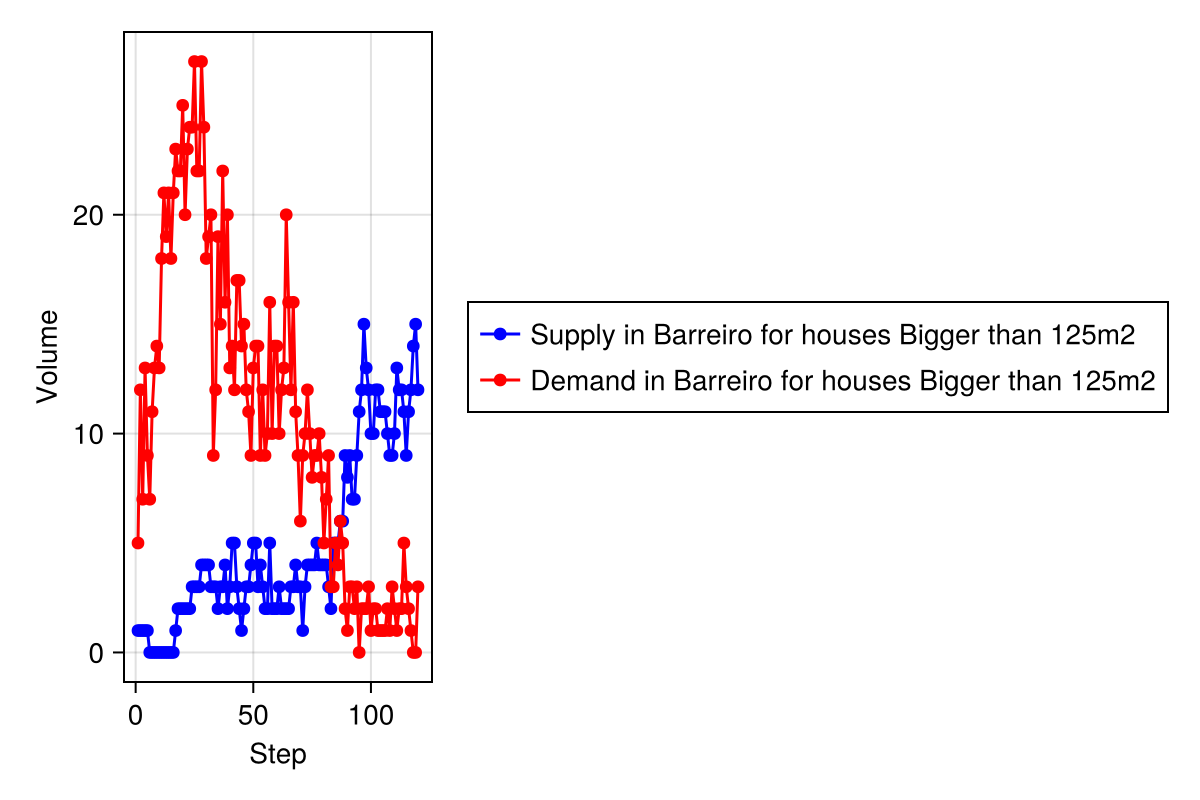 Volume
20
10
0
0 50 100
Step
Supply in Barreiro for houses Bigger than 125m2
Demand in Barreiro for houses Bigger than 125m2